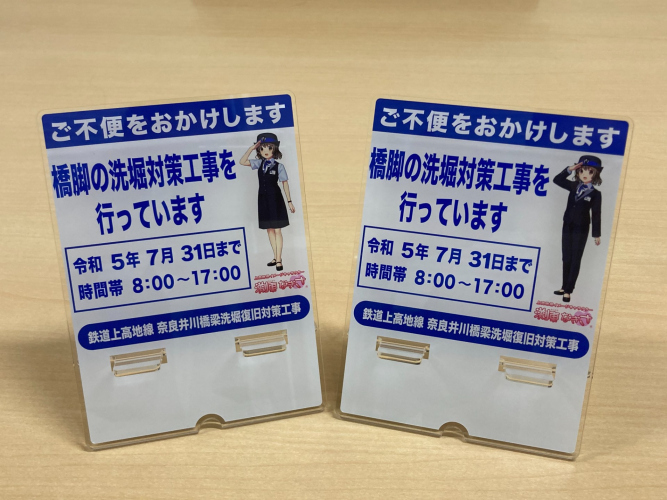 ご不便をおかけします
橋脚の洗堀対策工事を
行っています
令和 5年 7月 31日まで
時間帯 8:00～17:00
鉄道上高地線 奈良井川橋梁洗堀復旧対策工事
ご不便をおかけします
橋脚の洗堀対策工事を
行っています
令和 5年 7月 31日まで
時間帯 8:00～17:00
鉄道上高地線 奈良井川橋梁洗堀復旧対策工事